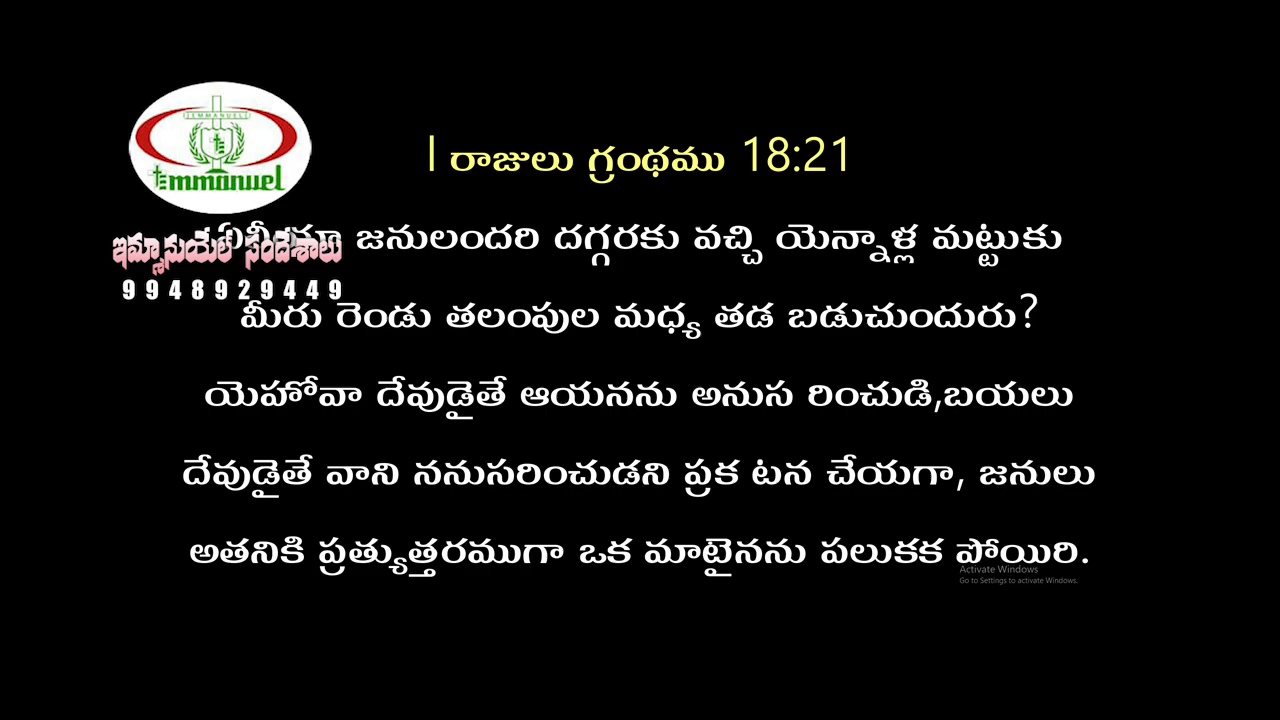 JEMMANUELI
Emmanuel
I రాజులు గ్రంథము 18:21
జనులందరి దగ్గరకు వచ్చి యెన్నాళ్ల మట్టుకు
ఇమ్మానుయేల్ సందేశాలు
9948929449
మీరు రెండు తలంపుల మధ్య తడ బడుచుందురు?
యెహోవా దేవుడైతే ఆయనను అనుస రించుడి,బయలు
దేవుడైతే వాని ననుసరించుడని ప్రక టన చేయగా, జనులు
అతనికి ప్రత్యుత్తరముగా ఒక మాటైనను పలుకక పోయిరి.
Activate Windows
Go to Settings to activate Windows.